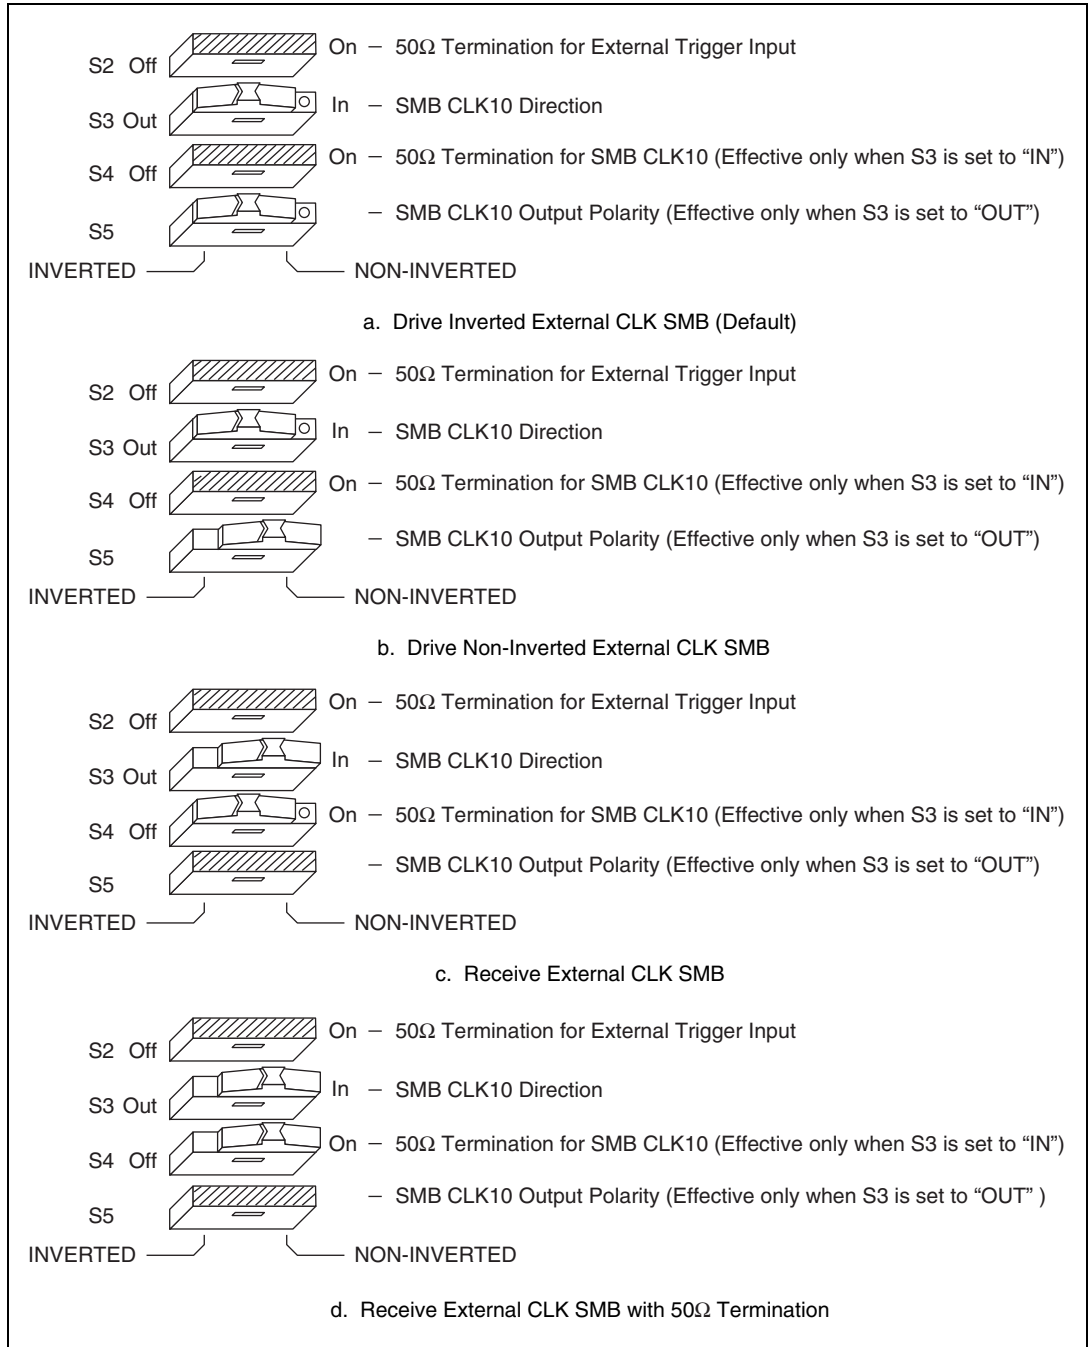 On – 50Ω Termination for External Trigger Input
S2 Off
In – SMB CLK10 Direction
S3 Out
On – 50Ω Termination for SMB CLK10 (Effective only when S3 is set to “IN”)
S4 Off
– SMB CLK10 Output Polarity (Effective only when S3 is set to “OUT”)
S5
INVERTED NON-INVERTED
a. Drive Inverted External CLK SMB (Default)
On – 50Ω Termination for External Trigger Input
S2 Off
In – SMB CLK10 Direction
S3 Out
On – 50Ω Termination for SMB CLK10 (Effective only when S3 is set to “IN”)
S4 Off
– SMB CLK10 Output Polarity (Effective only when S3 is set to “OUT”)
S5
INVERTED NON-INVERTED
b. Drive Non-Inverted External CLK SMB
On – 50Ω Termination for External Trigger Input
S2 Off
In – SMB CLK10 Direction
S3 Out
On – 50Ω Termination for SMB CLK10 (Effective only when S3 is set to “IN”)
S4 Off
– SMB CLK10 Output Polarity (Effective only when S3 is set to “OUT”)
S5
INVERTED NON-INVERTED
c. Receive External CLK SMB
On – 50Ω Termination for External Trigger Input
S2 Off
In – SMB CLK10 Direction
S3 Out
On – 50Ω Termination for SMB CLK10 (Effective only when S3 is set to “IN”)
S4 Off
– SMB CLK10 Output Polarity (Effective only when S3 is set to “OUT” )
S5
INVERTED NON-INVERTED
d. Receive External CLK SMB with 50Ω Termination